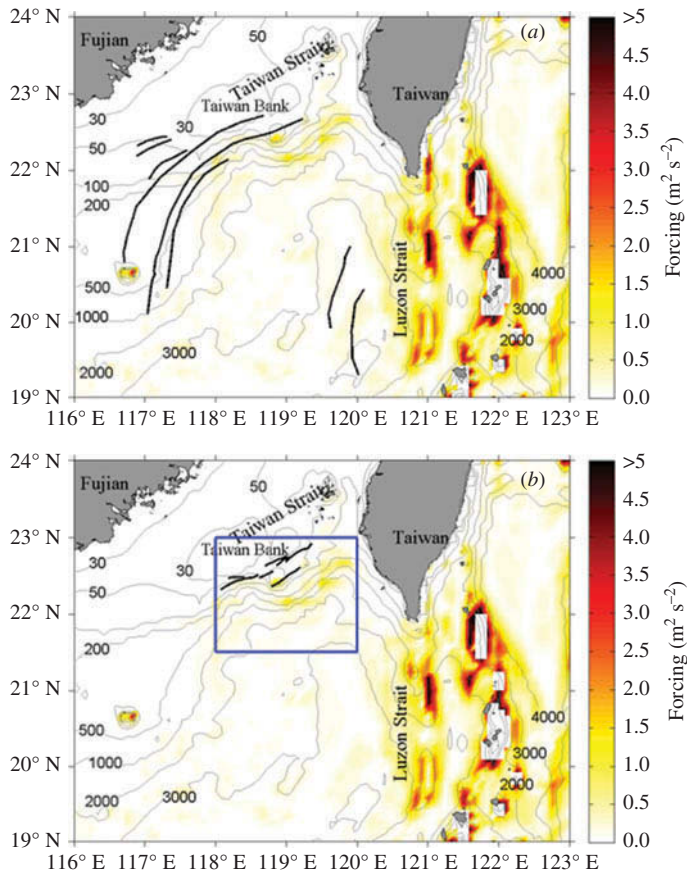 24° N
23° N
22° N
21° N
20° N
19° N
116° E 117° E 118° E 119° E 120° E 121° E 122° E 123° E
(a)
Fujian
50
Taiwan Strait
Taiwan Bank
Taiwan
30
30
50
100
200
500
1000
2000
3000
Luzon Strait
4000
3000
2000
>5
4.5
4.0
3.5
3.0
2.5
2.0
1.5
1.0
0.5
0.0
Forcing (m² s⁻²)
24° N
23° N
22° N
21° N
20° N
19° N
116° E 117° E 118° E 119° E 120° E 121° E 122° E 123° E
(b)
Fujian
50
Taiwan Strait
Taiwan Bank
Taiwan
30
30
50
200
500
1000
2000
3000
Luzon Strait
4000
3000
2000
>5
4.5
4.0
3.5
3.0
2.5
2.0
1.5
1.0
0.5
0.0
Forcing (m² s⁻²)